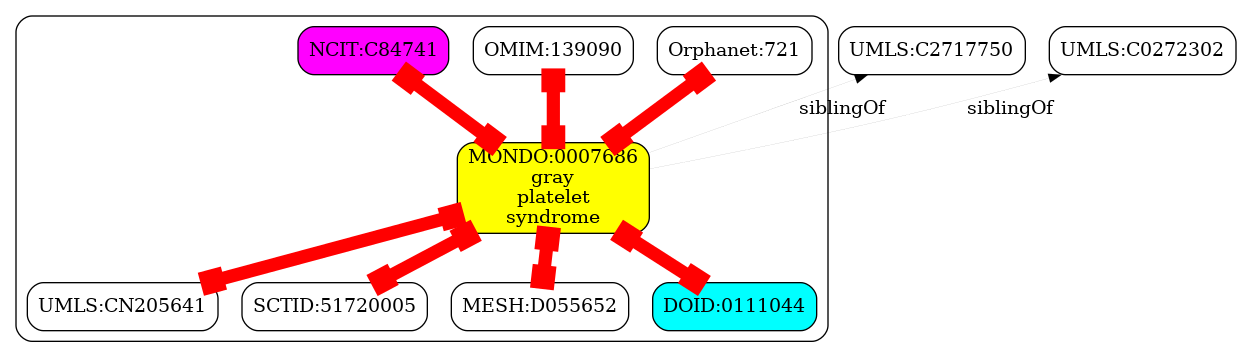 NCIT:C84741
OMIM:139090
Orphanet:721
UMLS:C2717750
UMLS:C0272302
siblingOf
siblingOf
MONDO:0007686
gray
platelet
syndrome
UMLS:CN205641
SCTID:51720005
MESH:D055652
DOID:0111044